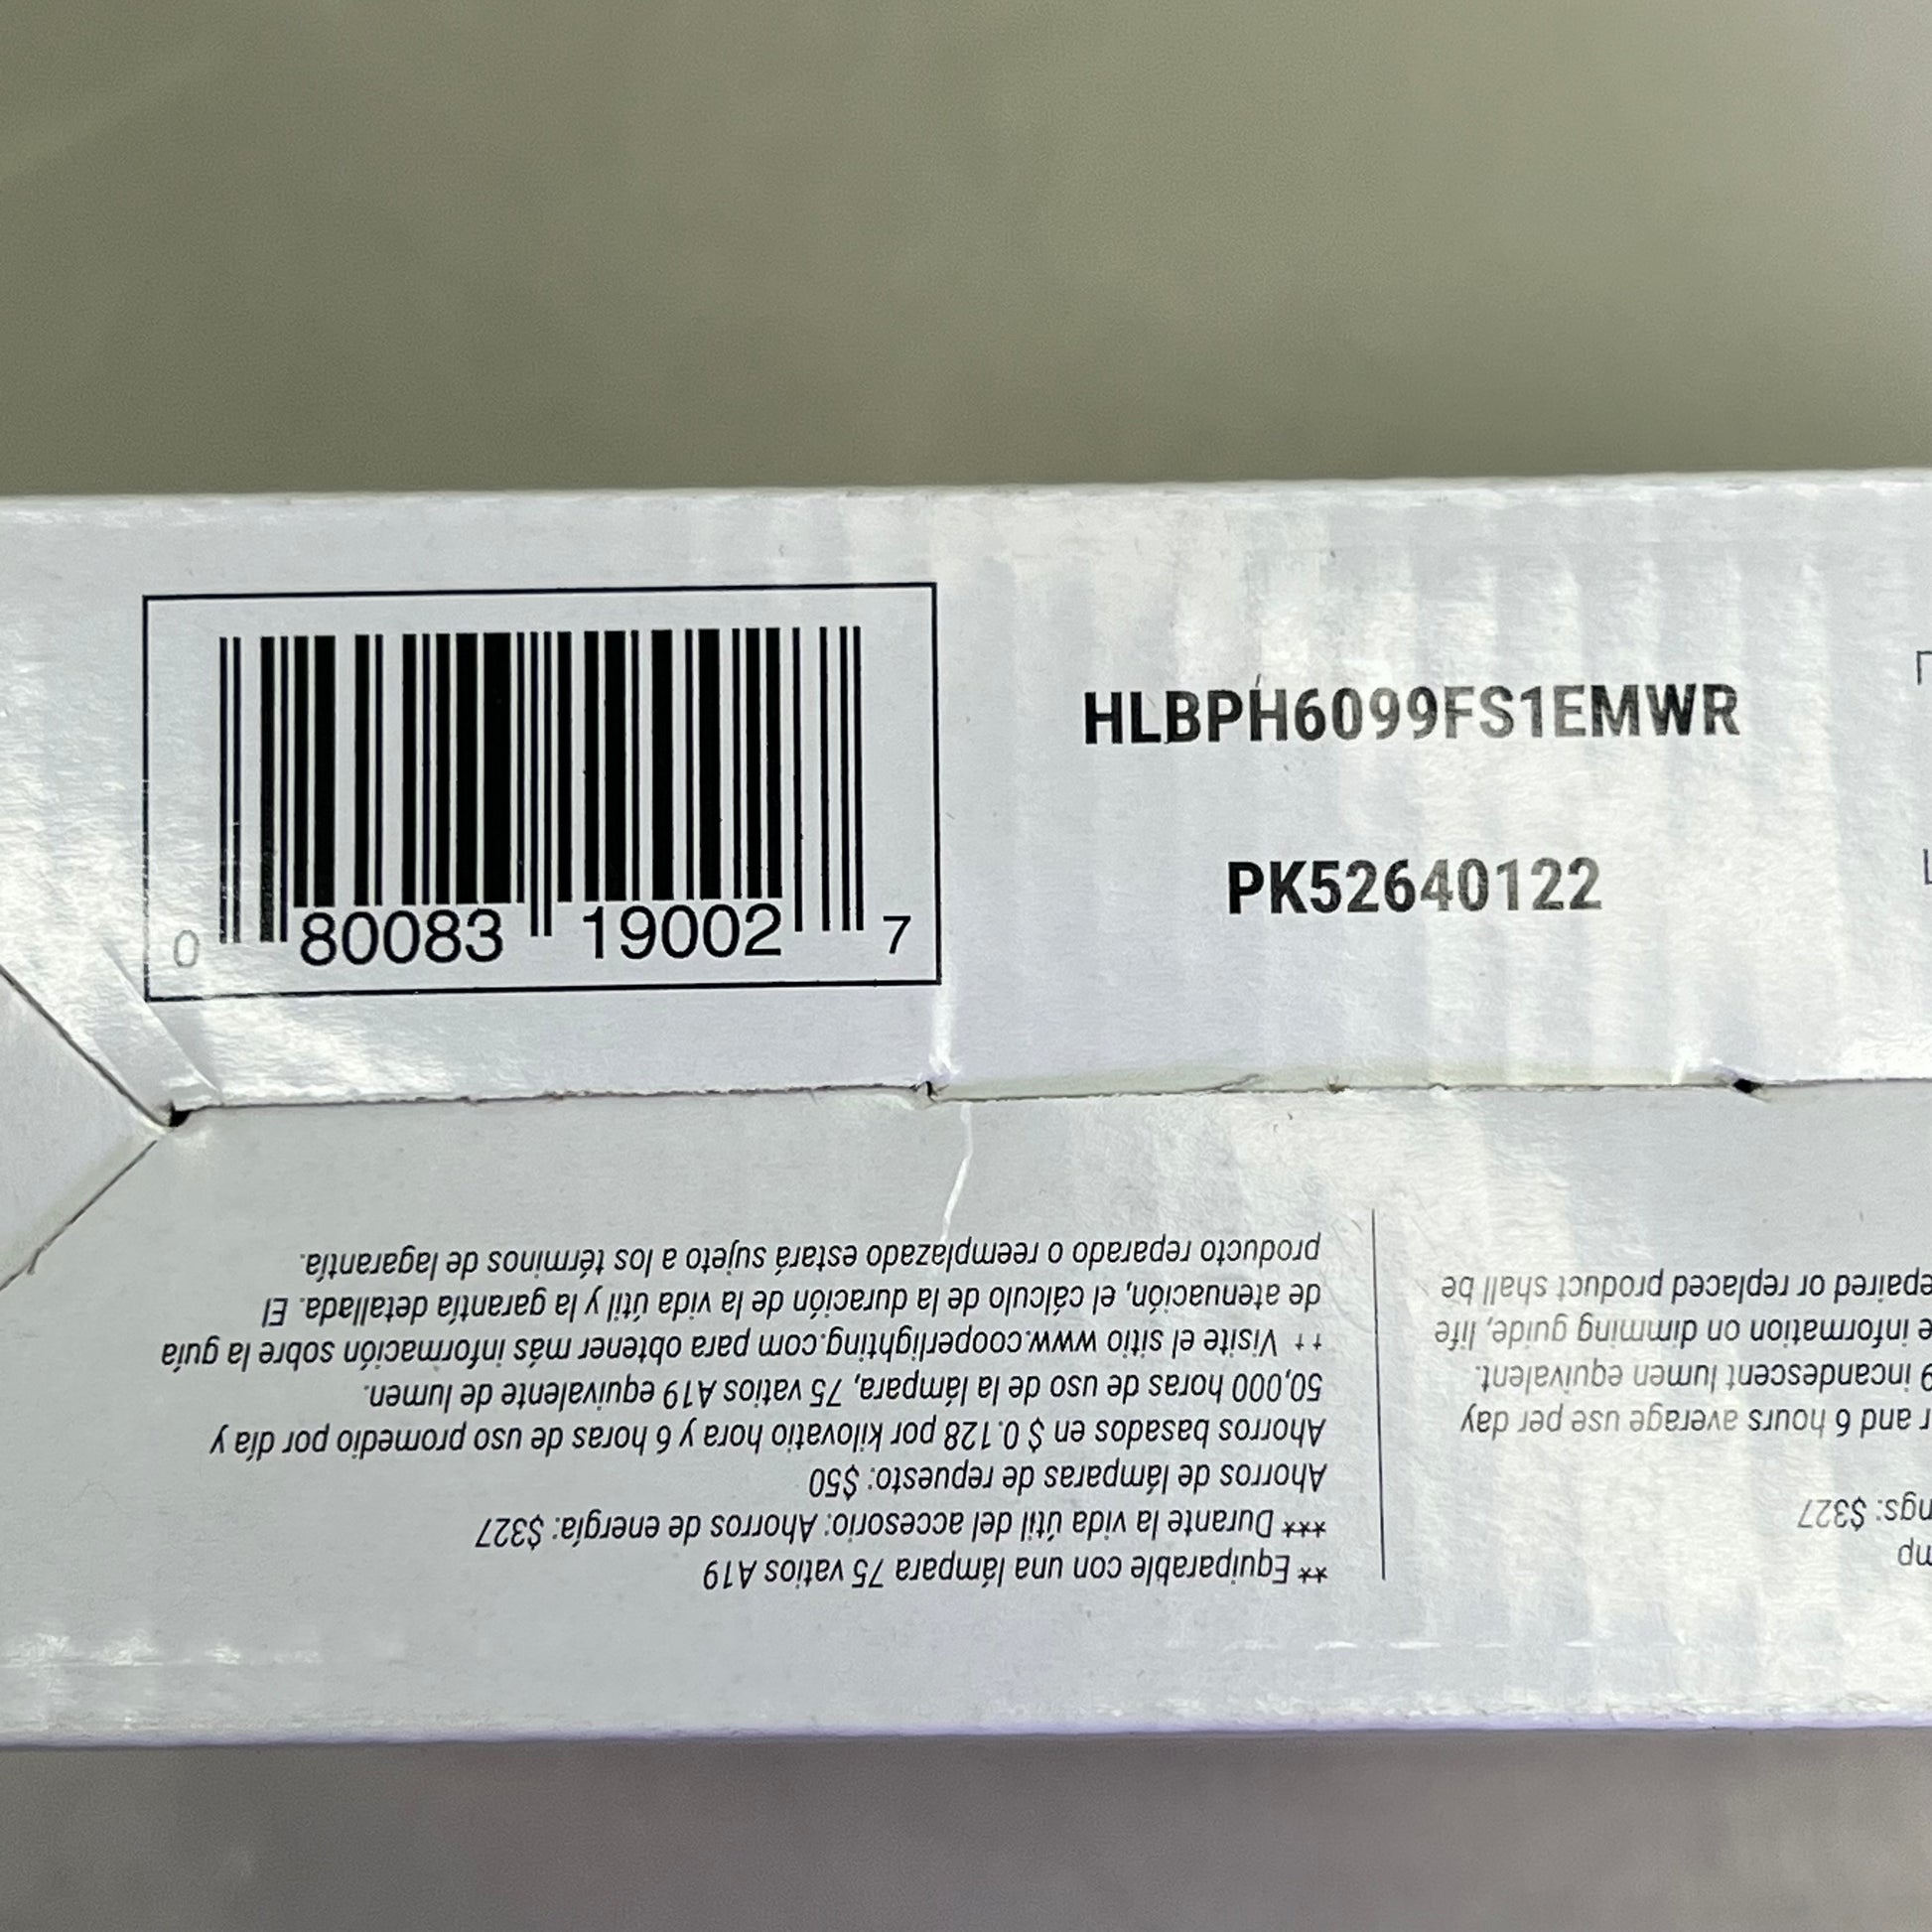 0 80083 19002 7
HLBPH6099FS1EMWR
PK52640122
** Equiparable con una lámpara 75 vatios A19
*** Durante la vida útil del accesorio: Ahorros de energía: $327
Ahorros de lámparas de repuesto: $50
Ahorros basados en $ 0.128 por kilovatio hora y 6 horas de uso promedio por día y
50,000 horas de uso de la lámpara, 75 vatios A19 equivalente de lumen.
†† Visite el sitio www.cooperlighting.com para obtener más información sobre la guía
de atenuación, el cálculo de la duración de la vida útil y la garantía detallada. El
producto reparado o reemplazado estará sujeto a los términos de lagarantía.
$327
and 6 hours average use per day
incandescent lumen equivalent.
information on dimming guide, life
or replaced product shall be